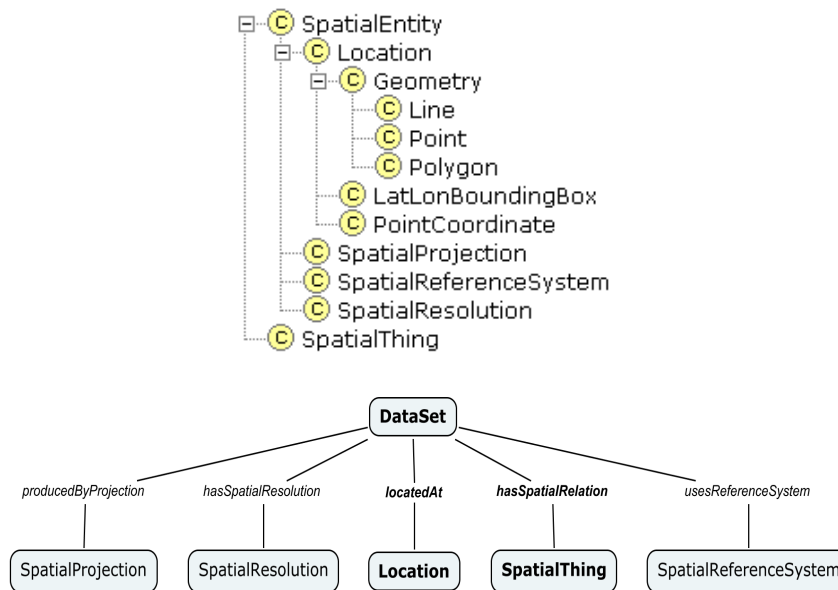 C SpatialEntity
C Location
C Geometry
C Line
C Point
C Polygon
C LatLonBoundingBox
C PointCoordinate
C SpatialProjection
C SpatialReferenceSystem
C SpatialResolution
C SpatialThing
DataSet
producedByProjection hasSpatialResolution locatedAt hasSpatialRelation usesReferenceSystem
SpatialProjection SpatialResolution Location SpatialThing SpatialReferenceSystem